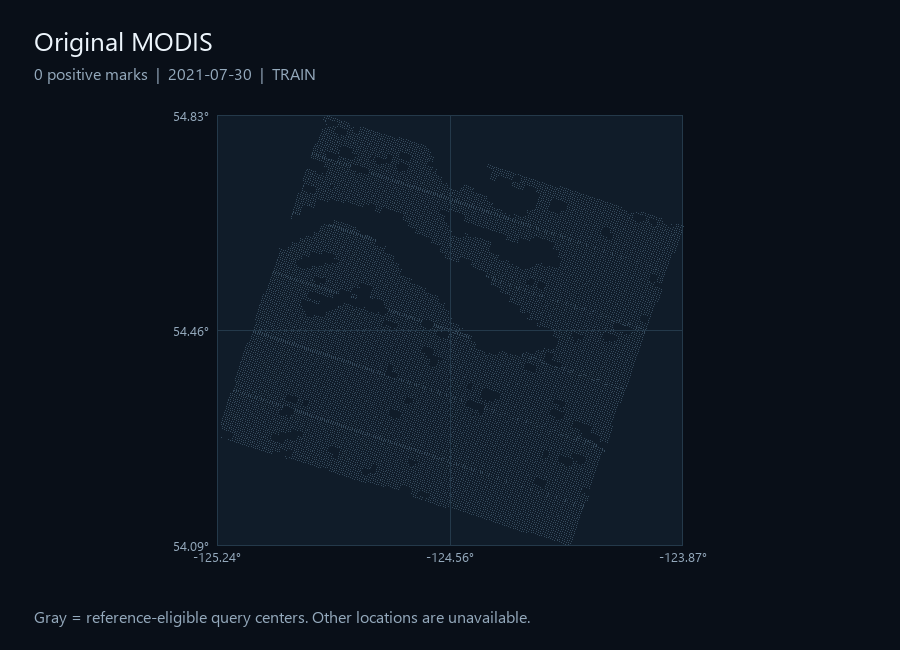 Original MODIS
0 positive marks | 2021-07-30 | TRAIN
54.83°
54.46°
54.09°
-125.24°
-124.56°
-123.87°
Gray = reference-eligible query centers. Other locations are unavailable.